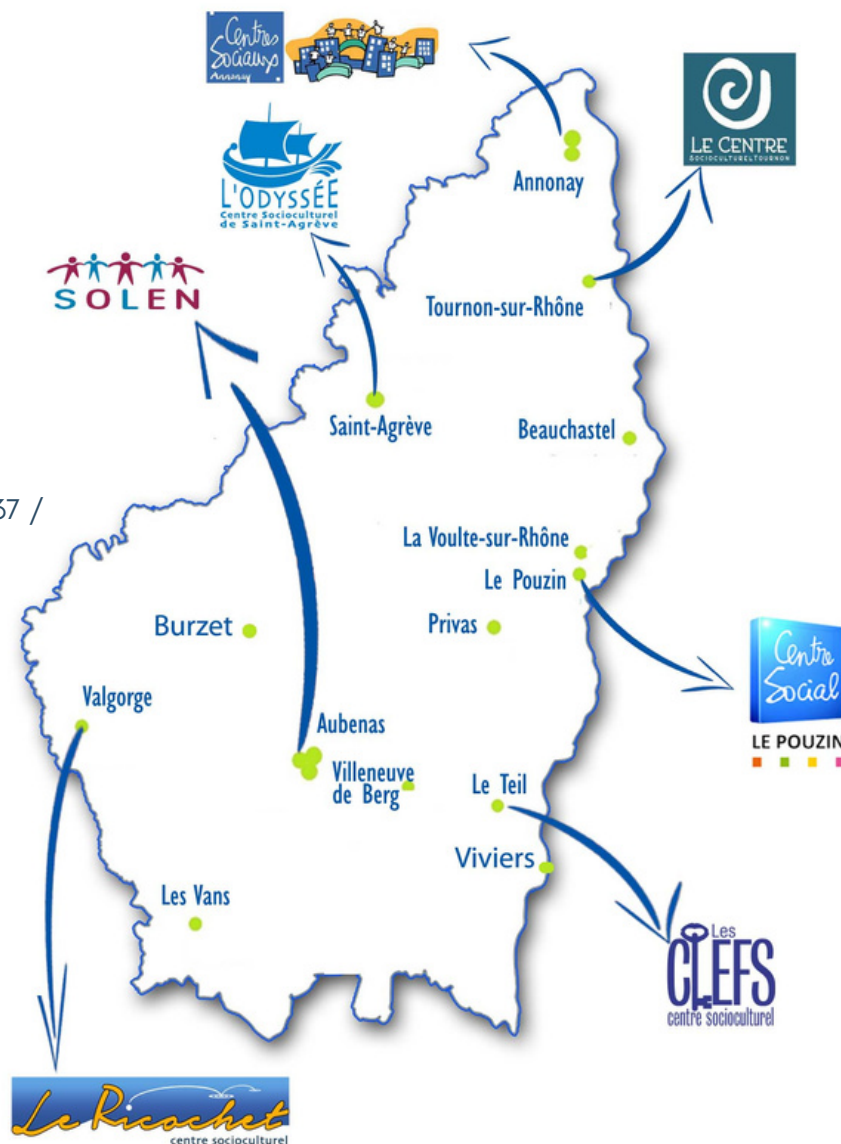 Centres
Sociaux
Annonay
LE CENTRE
SOCIOCULTURELTOURNON
L'ODYSSÉE
Centre Socioculturel
de Saint-Agrève
SOLEN
Annonay
Tournon-sur-Rhône
Saint-Agrève
Beauchastel
67 /
La Voulte-sur-Rhône
Le Pouzin
Burzet
Privas
Centre
Social
LE POUZIN
Valgorge
Aubenas
Villeneuve
de Berg
Le Teil
Viviers
Les Vans
Les
CLEFS
centre socioculturel
Le Ricochet
centre socioculturel